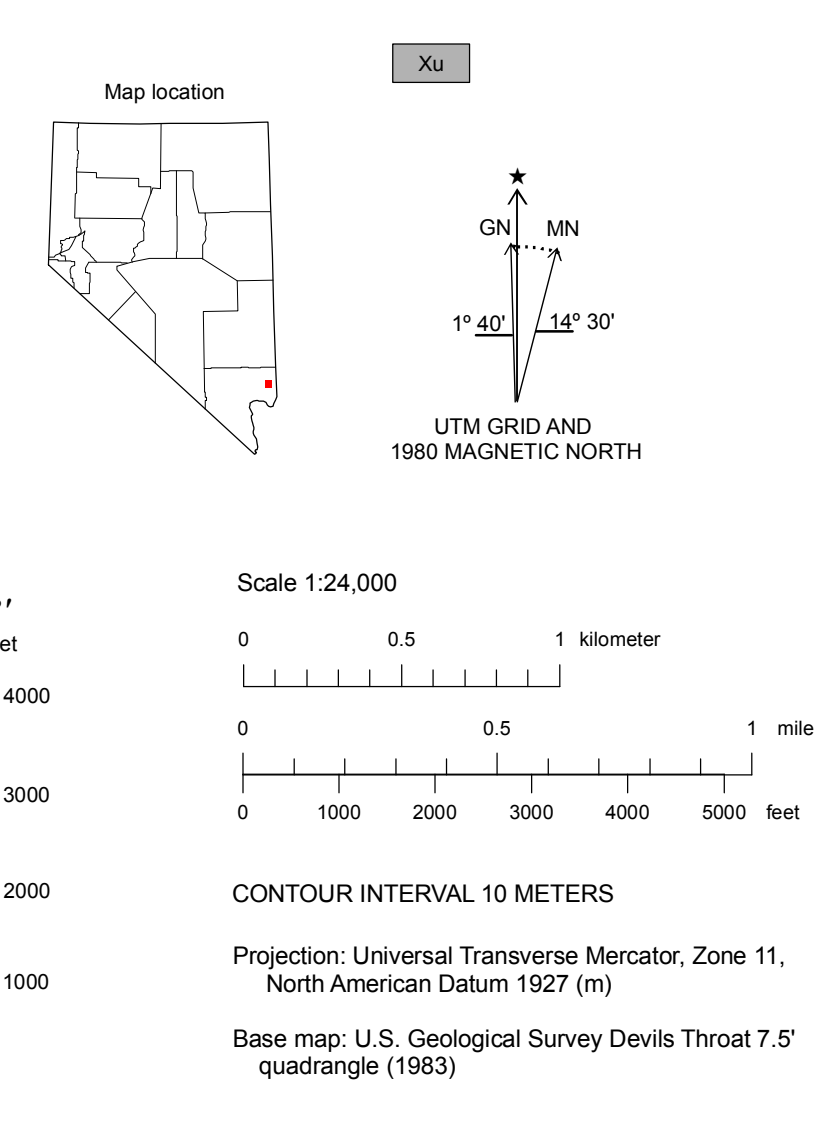 Xu
Map location
★
GN MN
1º 40' 14º 30'
UTM GRID AND
1980 MAGNETIC NORTH
Scale 1:24,000
0 0.5 1 kilometer
0 0.5 1 mile
0 1000 2000 3000 4000 5000 feet
et
4000
3000
2000
1000
CONTOUR INTERVAL 10 METERS
Projection: Universal Transverse Mercator, Zone 11,
North American Datum 1927 (m)
Base map: U.S. Geological Survey Devils Throat 7.5'
quadrangle (1983)